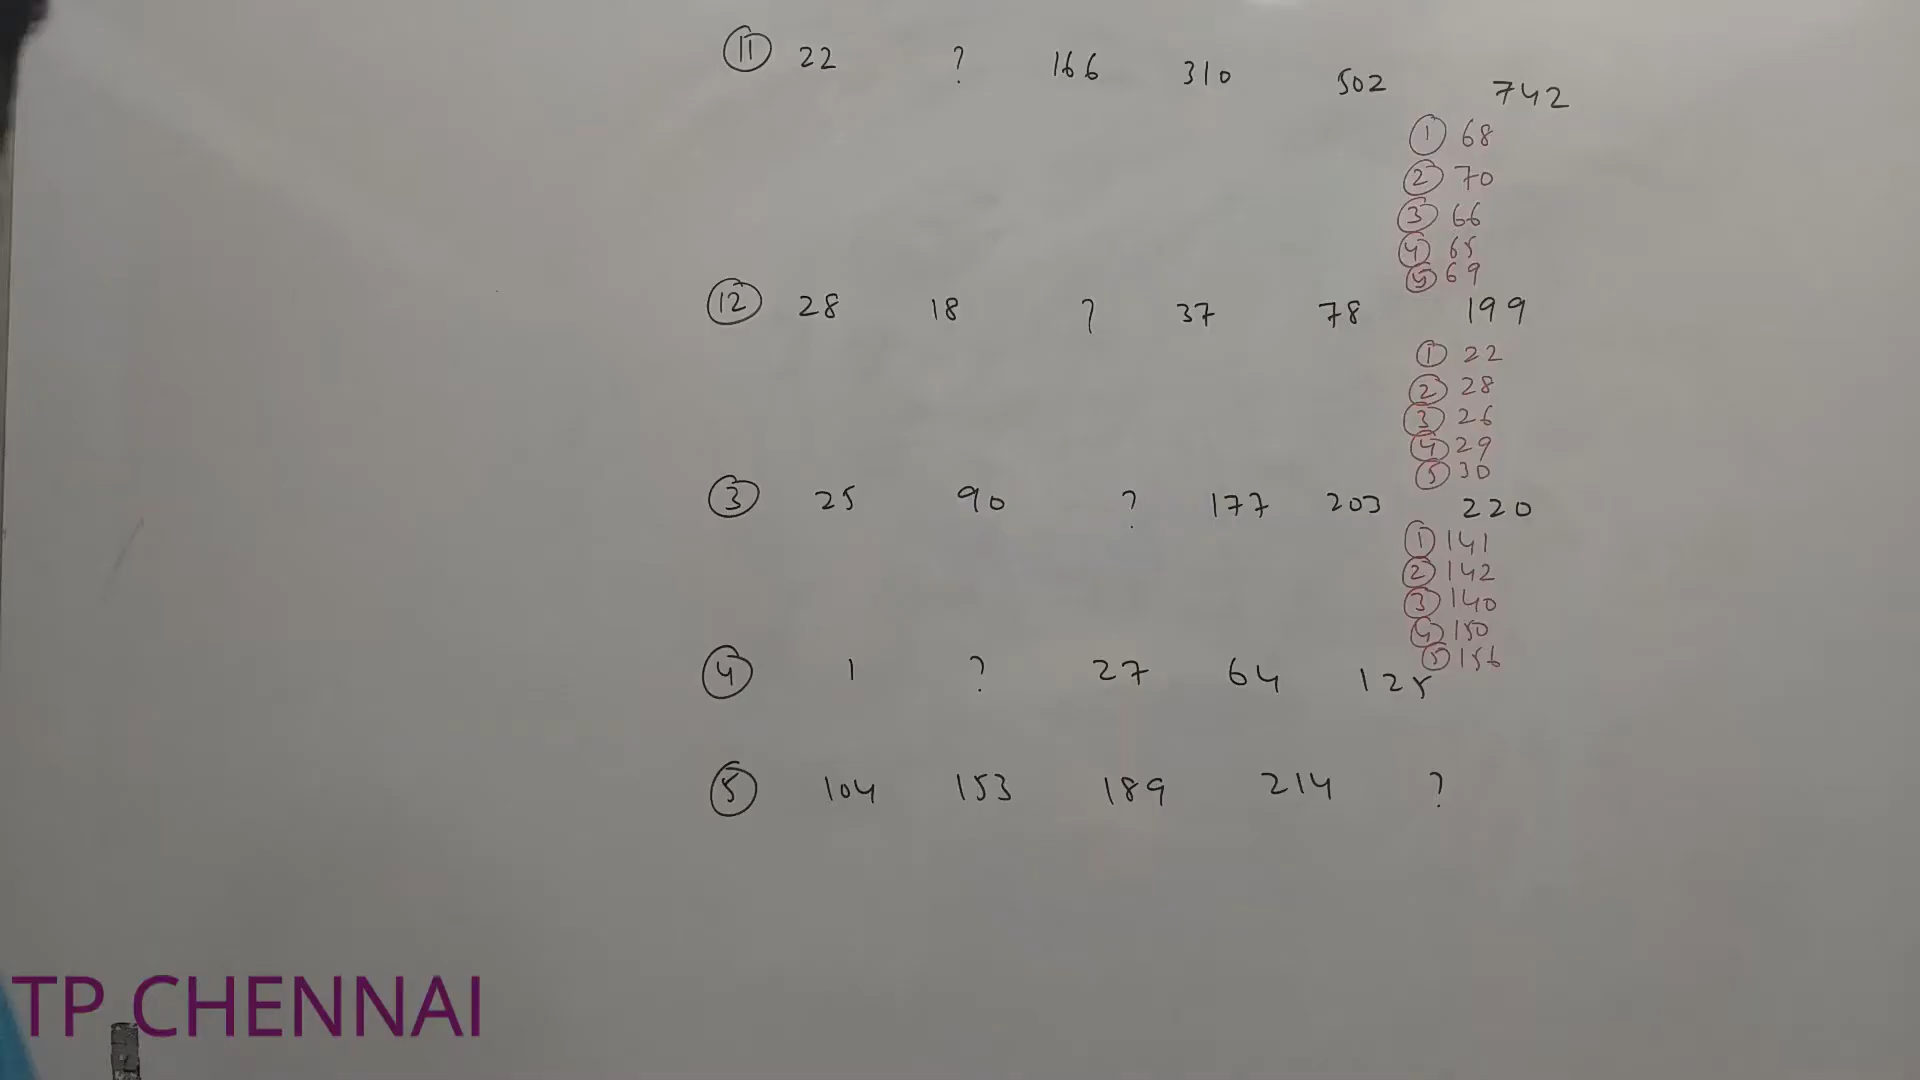 11 22 ? 166 310 502 742
1 68
2 70
3 66
4 65
5 69
12 28 18 ? 37 78 199
1 22
2 28
3 26
4 29
5 30
3 25 90 ? 177 203 220
1 141
2 142
3 140
4 150
5 156
4 1 ? 27 64 125
5 104 153 189 214 ?
TP CHENNAI